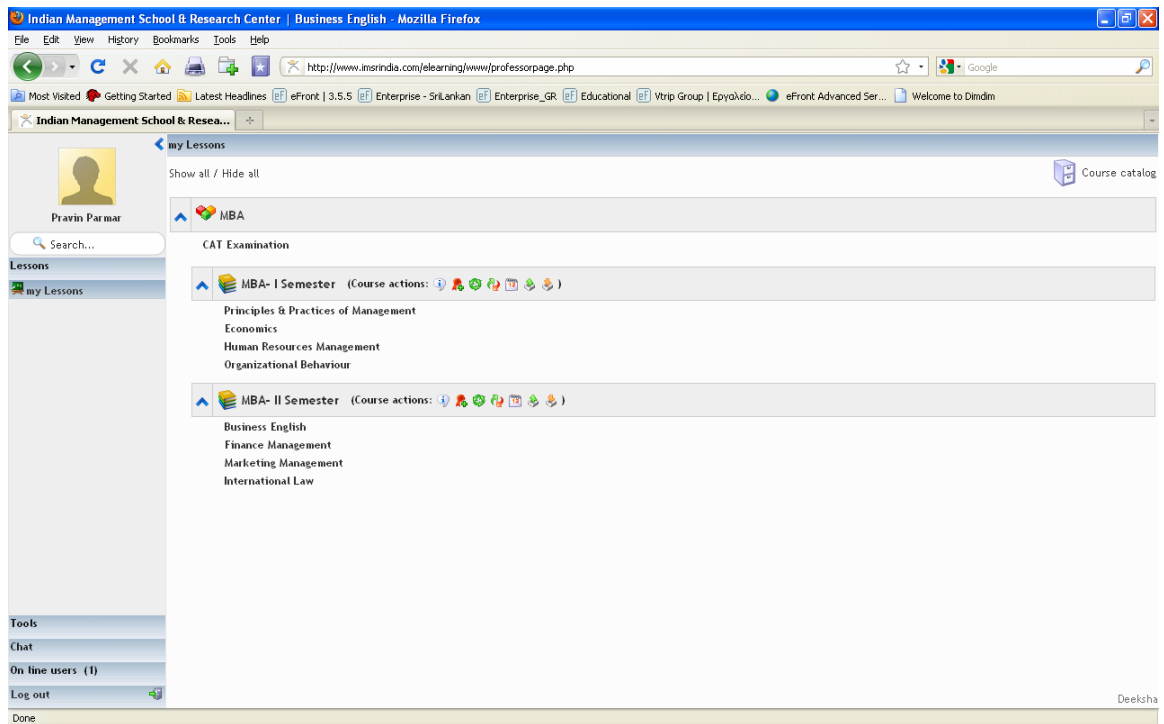 Indian Management School & Research Center | Business English - Mozilla Firefox
File Edit View History Bookmarks Tools Help
http://www.imsrindia.com/elearning/www/professorpage.php Google
Most Visited Getting Started Latest Headlines eFront | 3.5.5 Enterprise - SriLankan Enterprise_GR Educational Vtrip Group | Εργαλείο... eFront Advanced Ser... Welcome to Dimdim
Indian Management School & Resea...
my Lessons
Show all / Hide all
Course catalog
Pravin Parmar
Search...
Lessons
my Lessons
MBA
CAT Examination
MBA- I Semester (Course actions: )
Principles & Practices of Management
Economics
Human Resources Management
Organizational Behaviour
MBA- II Semester (Course actions: )
Business English
Finance Management
Marketing Management
International Law
Tools
Chat
On line users (1)
Log out
Deeksha
Done